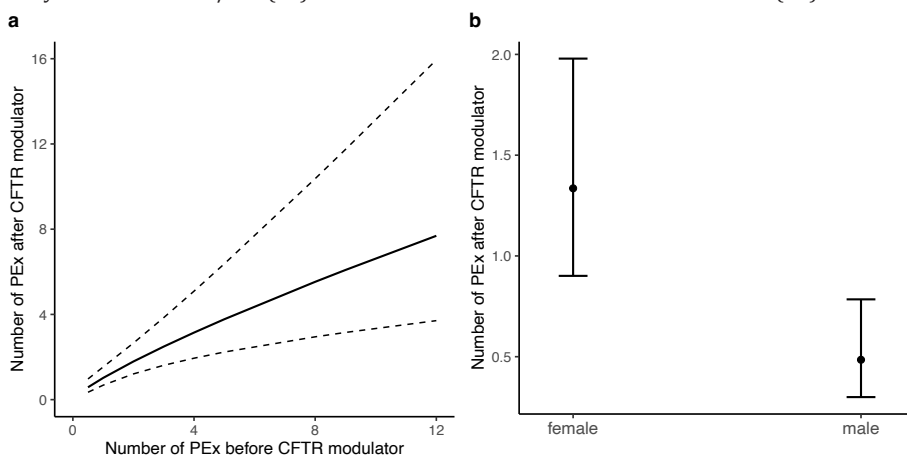 a
16
12
8
4
0
Number of PEx after CFTR modulator
0 4 8 12
Number of PEx before CFTR modulator
b
2.0
1.5
1.0
0.5
Number of PEx after CFTR modulator
female male